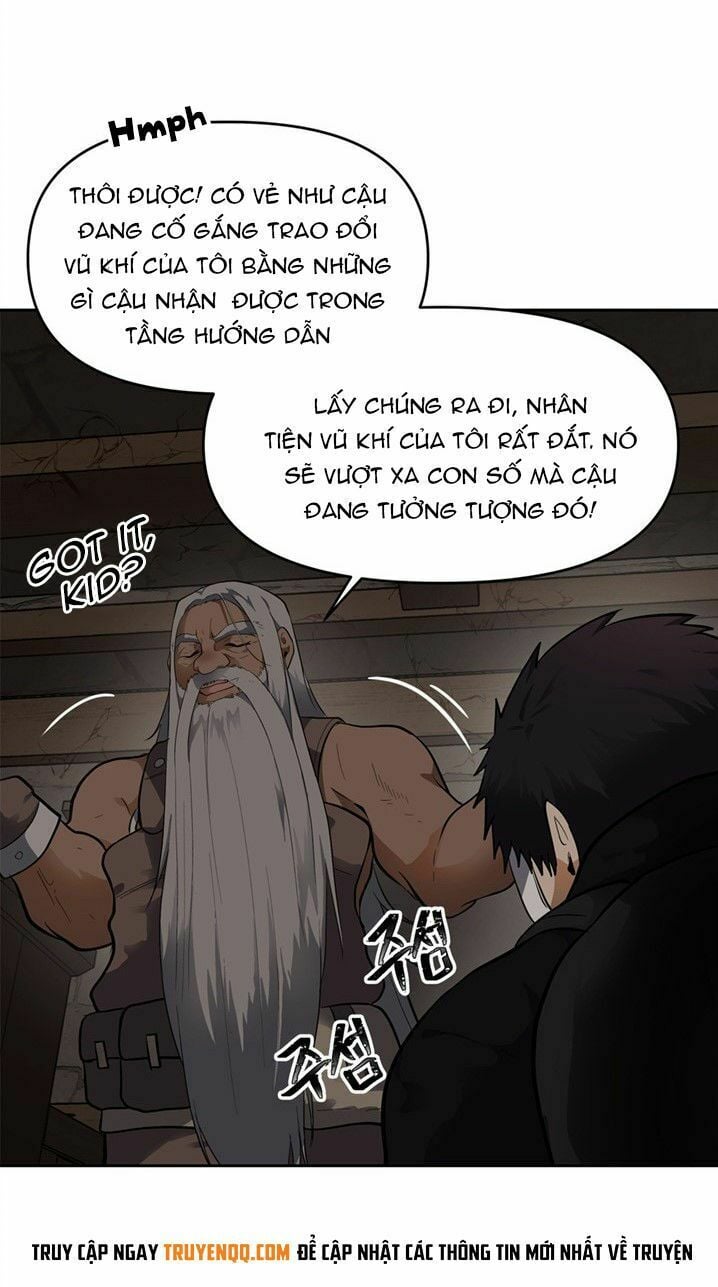 Hmph
THÔI ĐƯỢC! CÓ VẺ NHƯ CẬU
ĐANG CỐ GẮNG TRAO ĐỔI
VŨ KHÍ CỦA TÔI BẰNG NHỮNG
GÌ CẬU NHẬN ĐƯỢC TRONG
TẦNG HƯỚNG DẪN
LẤY CHÚNG RA ĐI, NHÂN
TIỆN VŨ KHÍ CỦA TÔI RẤT ĐẮT. NÓ
SẼ VƯỢT XA CON SỐ MÀ CẬU
ĐANG TƯỞNG TƯỢNG ĐÓ!
GOT IT,
KID?
주섬
주섬
TRUY CẬP NGAY TRUYENQQ.COM ĐỂ CẬP NHẬT CÁC THÔNG TIN MỚI NHẤT VỀ TRUYỆN